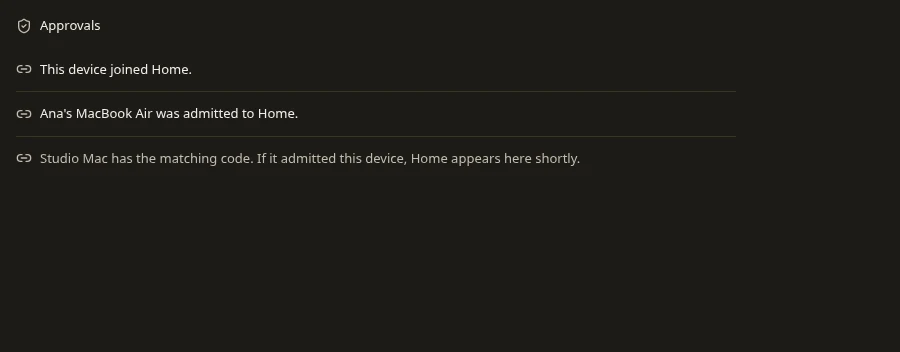 Approvals
This device joined Home.
Ana's MacBook Air was admitted to Home.
Studio Mac has the matching code. If it admitted this device, Home appears here shortly.